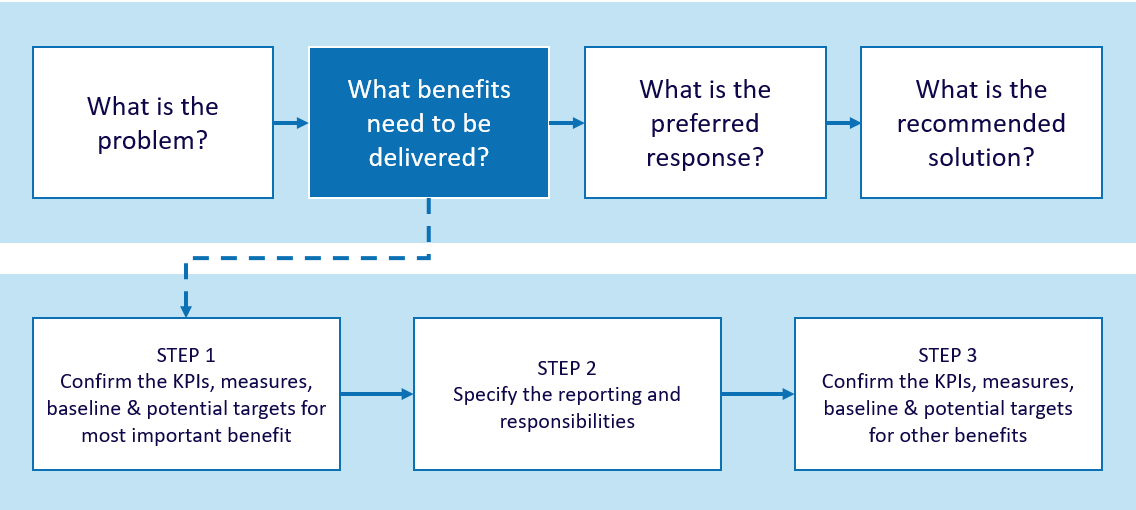 What is the
problem?
What benefits
need to be
delivered?
What is the
preferred
response?
What is the
recommended
solution?
STEP 1
Confirm the KPIs, measures,
baseline & potential targets for
most important benefit
STEP 2
Specify the reporting and
responsibilities
STEP 3
Confirm the KPIs, measures,
baseline & potential targets
for other benefits